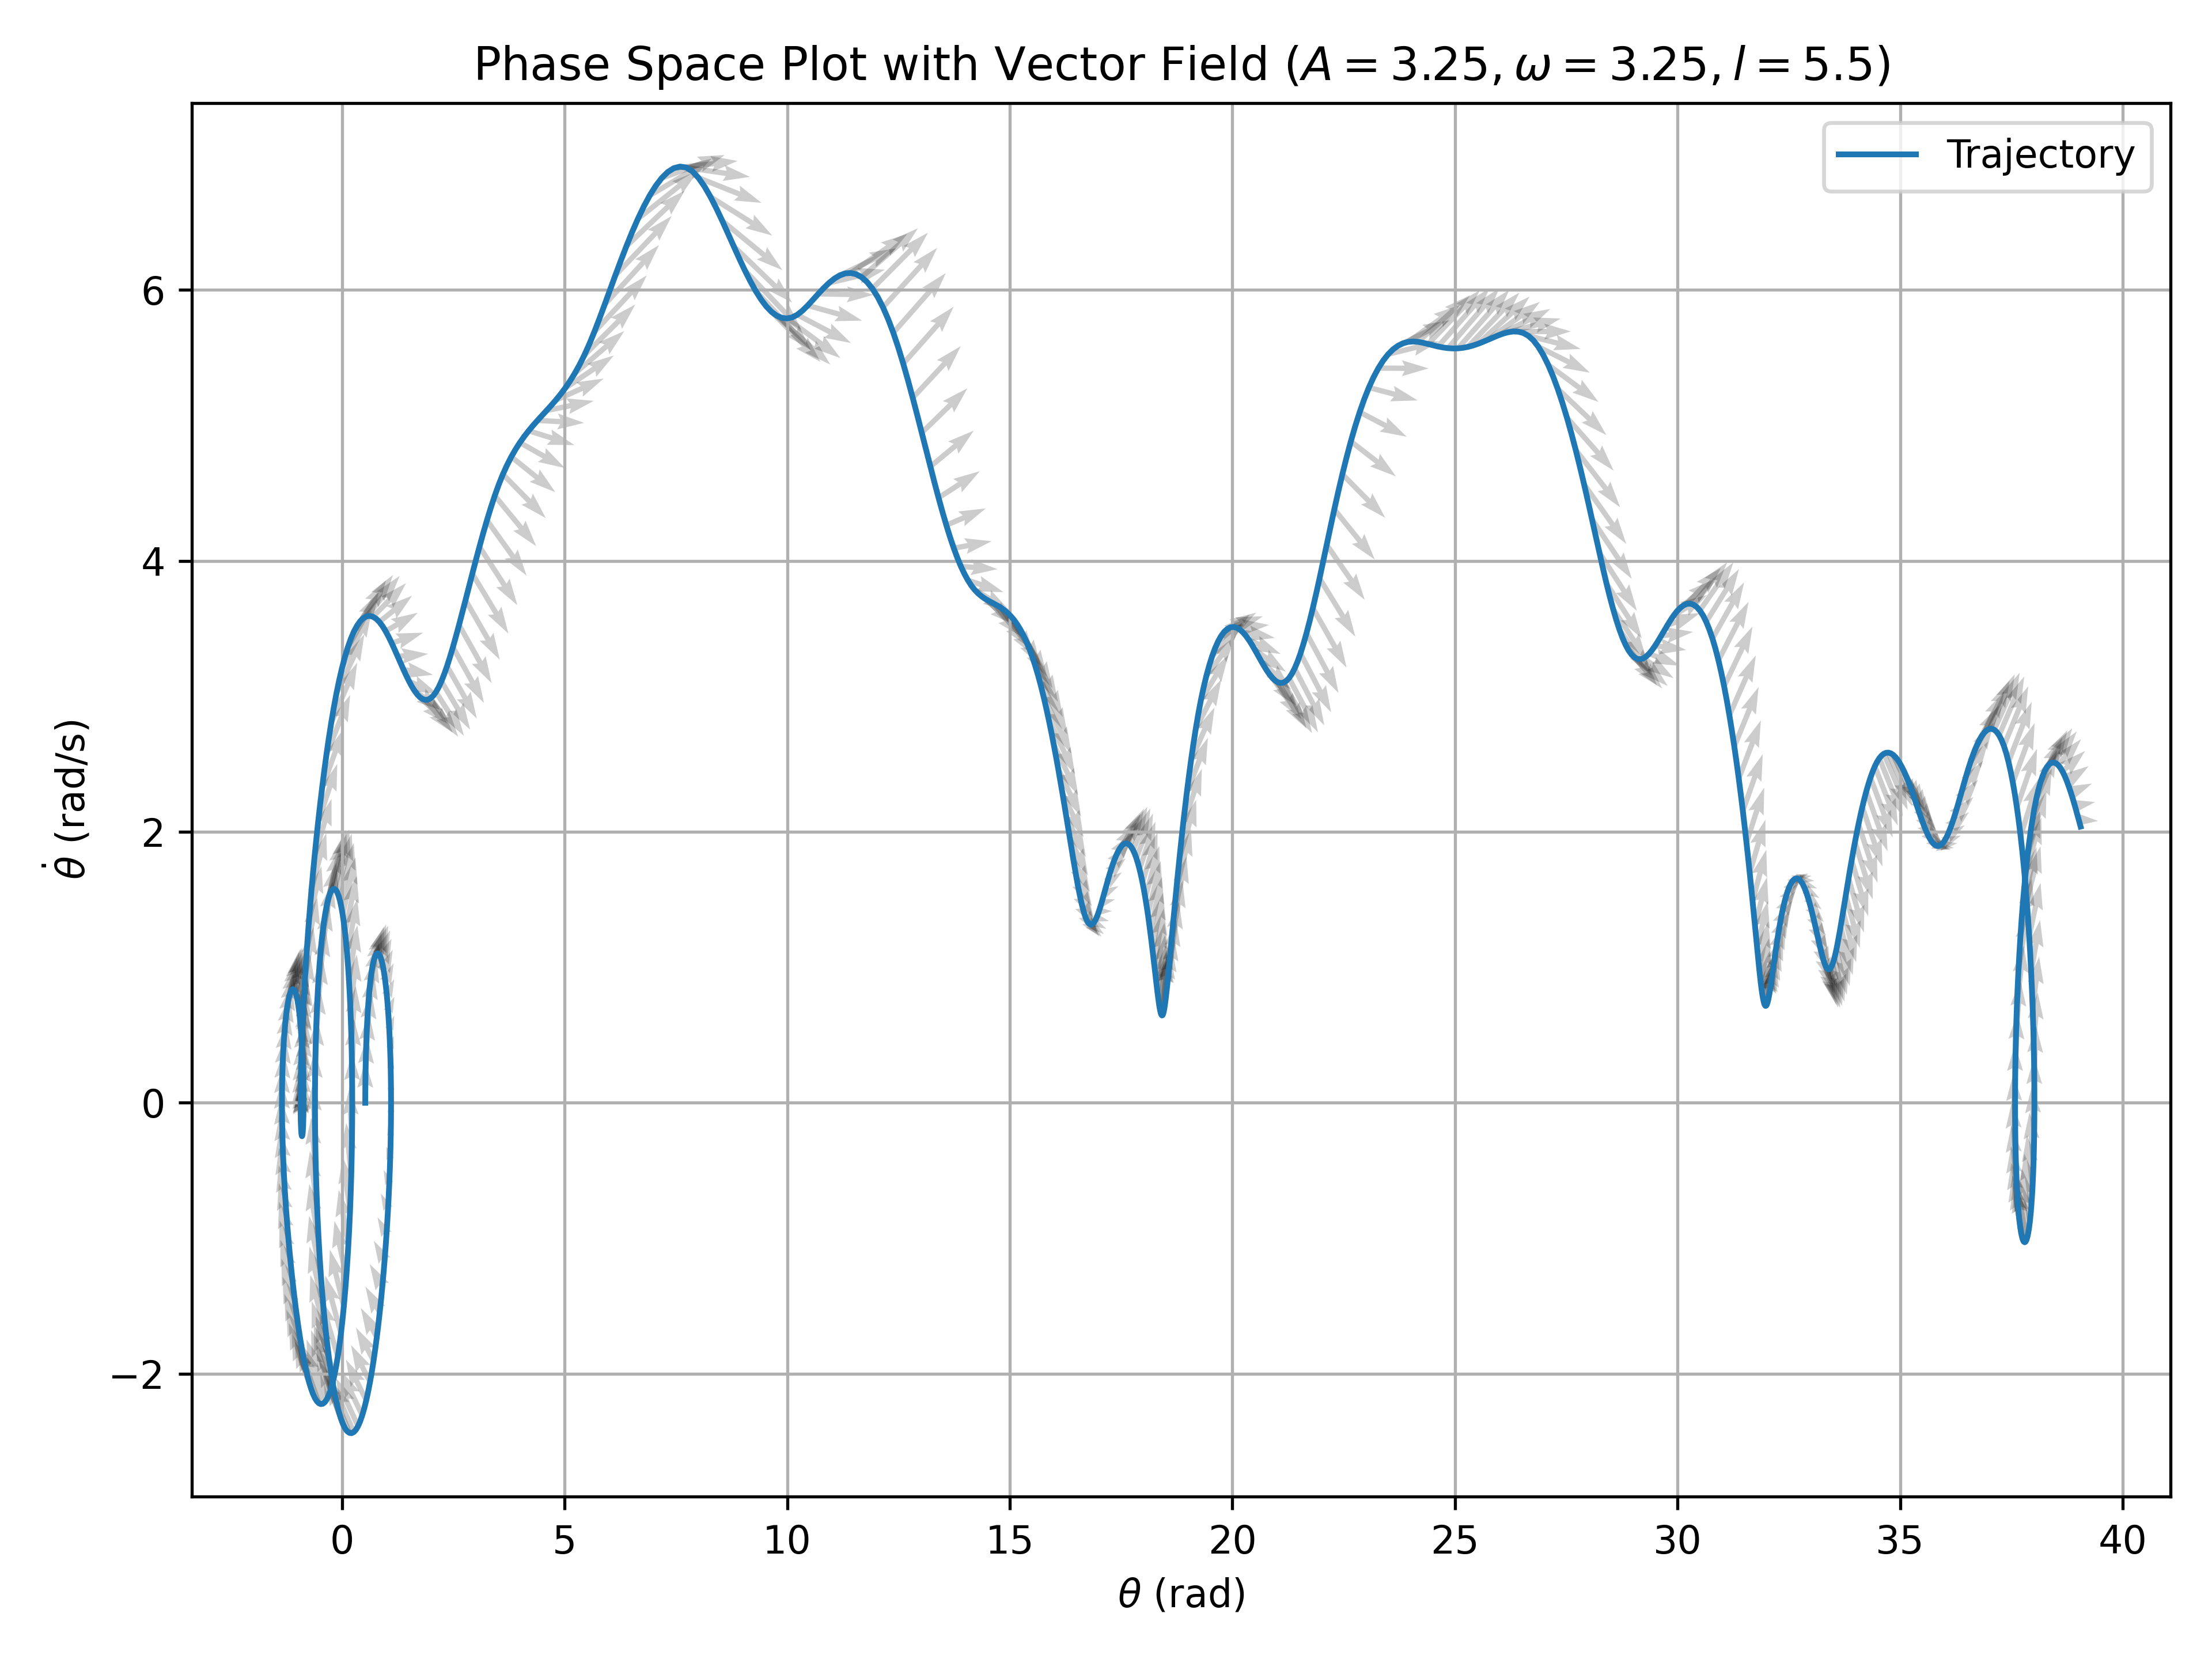 Phase Space Plot with Vector Field (A = 3.25, ω = 3.25, l = 5.5)
Trajectory
6
4
2
0
−2
θ̇ (rad/s)
0 5 10 15 20 25 30 35 40
θ (rad)